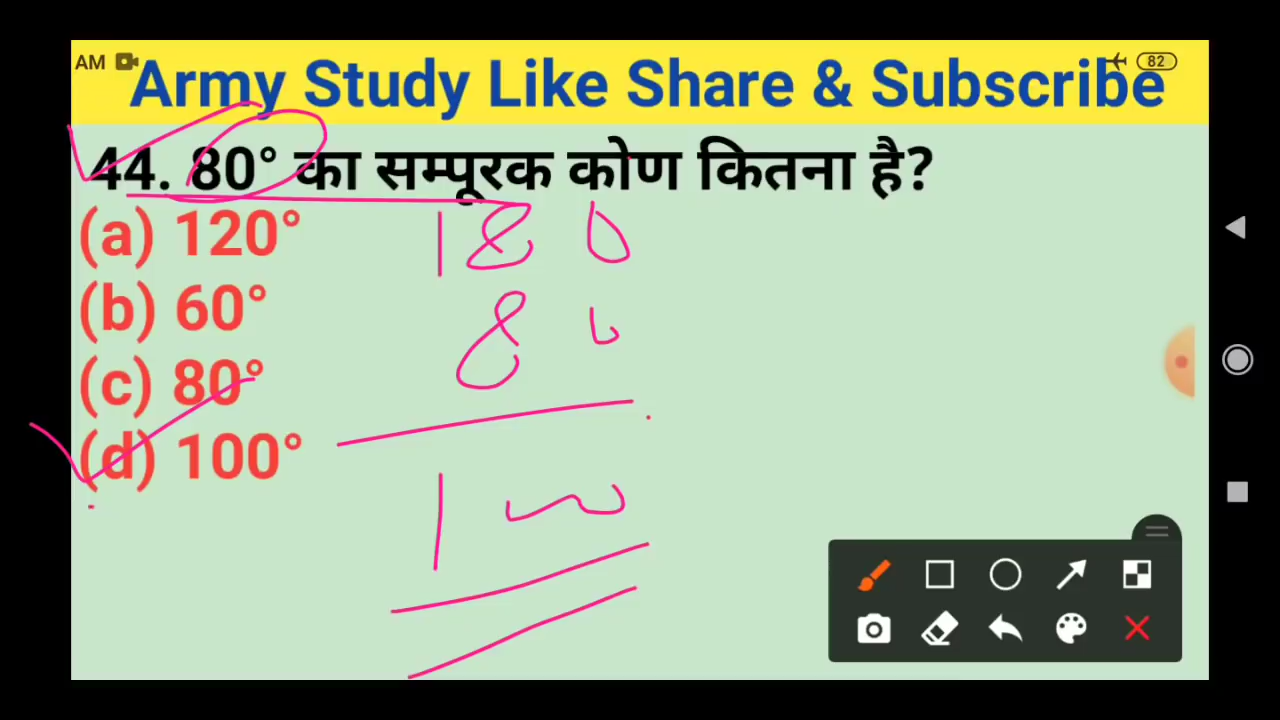 AM
82
Army Study Like Share & Subscribe
44. 80° का सम्पूरक कोण कितना है?
(a) 120°
(b) 60°
(c) 80°
(d) 100°
180
80
100